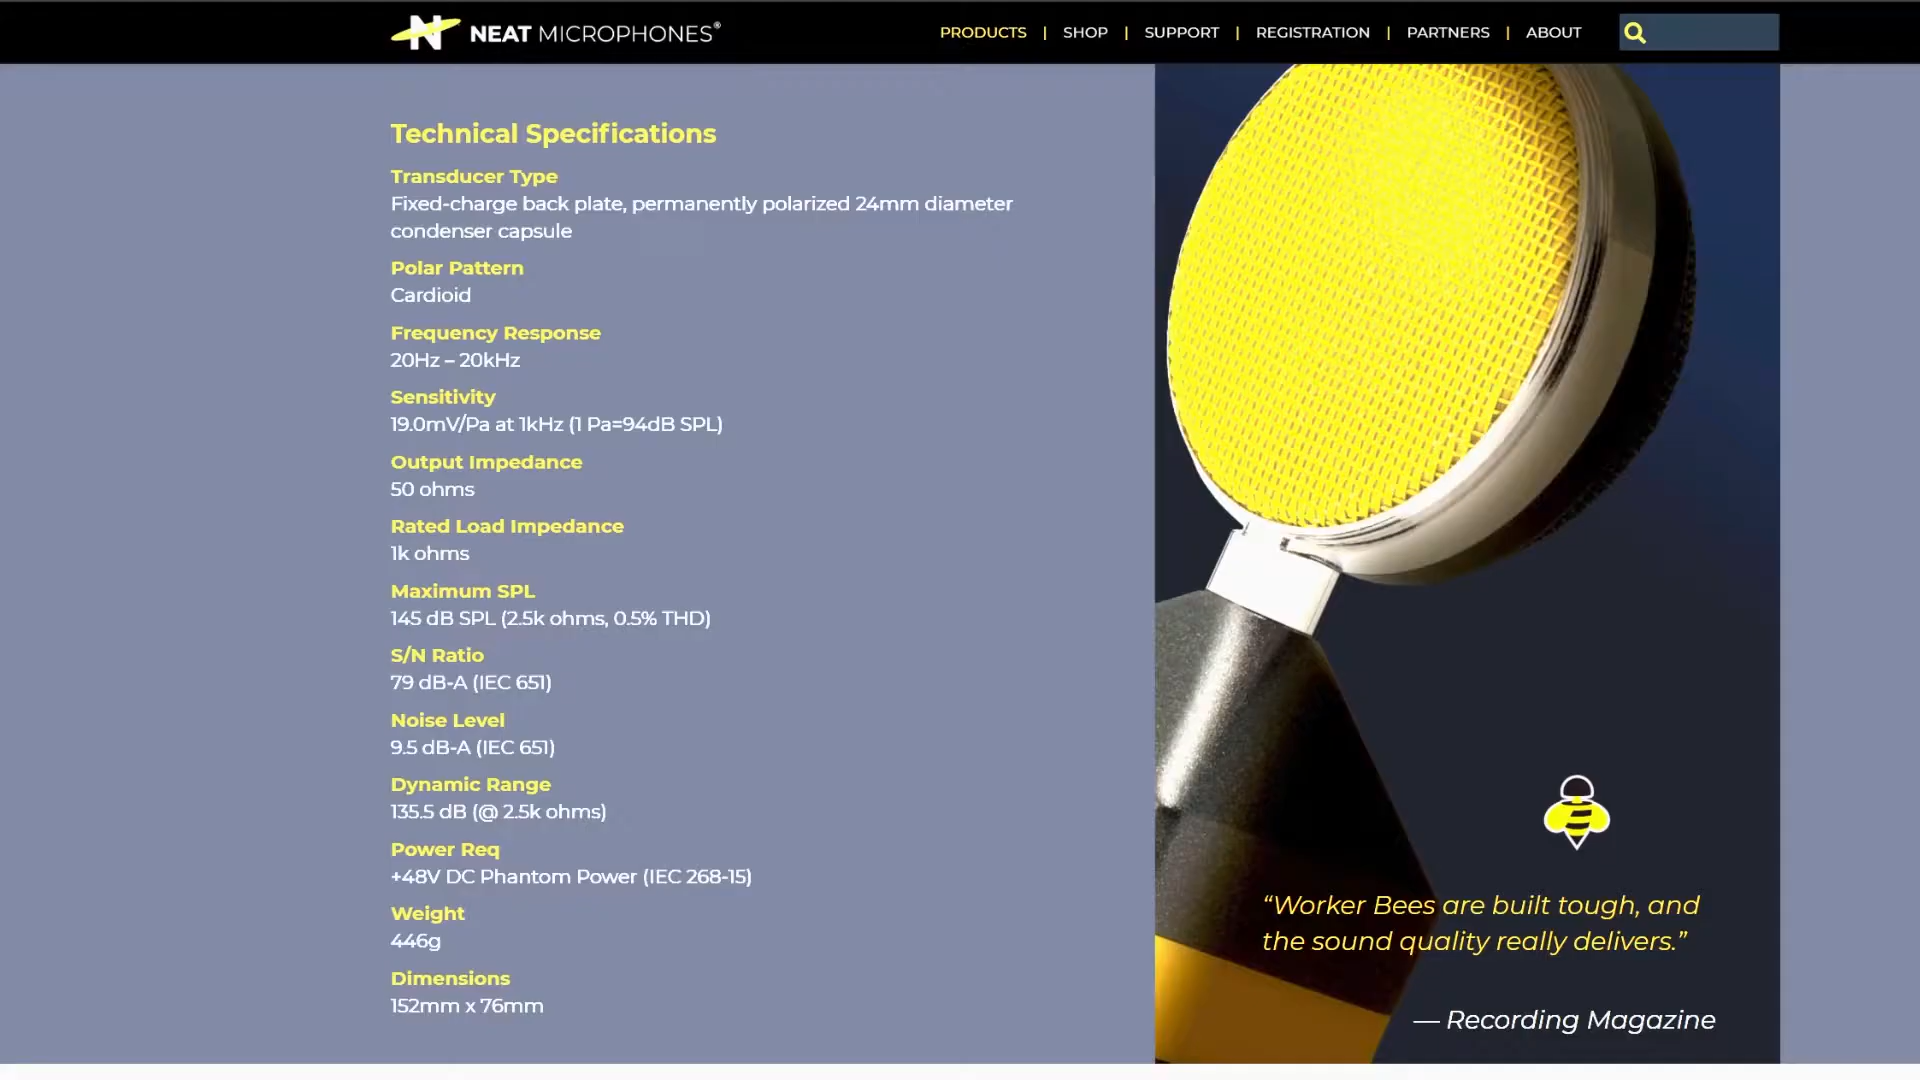 NEAT MICROPHONES®
PRODUCTS | SHOP | SUPPORT | REGISTRATION | PARTNERS | ABOUT
Technical Specifications
Transducer Type
Fixed-charge back plate, permanently polarized 24mm diameter
condenser capsule
Polar Pattern
Cardioid
Frequency Response
20Hz – 20kHz
Sensitivity
19.0mV/Pa at 1kHz (1 Pa=94dB SPL)
Output Impedance
50 ohms
Rated Load Impedance
1k ohms
Maximum SPL
145 dB SPL (2.5k ohms, 0.5% THD)
S/N Ratio
79 dB-A (IEC 651)
Noise Level
9.5 dB-A (IEC 651)
Dynamic Range
135.5 dB (@ 2.5k ohms)
Power Req
+48V DC Phantom Power (IEC 268-15)
Weight
446g
Dimensions
152mm x 76mm
“Worker Bees are built tough, and
the sound quality really delivers.”
— Recording Magazine